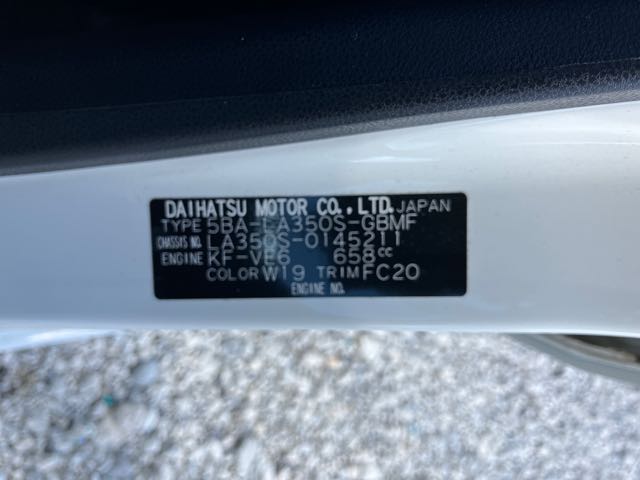 DAIHATSU MOTOR CO.,LTD. JAPAN
TYPE 5BA-LA350S-GBMF
CHASSIS NO. LA350S-0145211
ENGINE KF-VE6 658cc
COLOR W19 TRIM FC20
ENGINE NO.